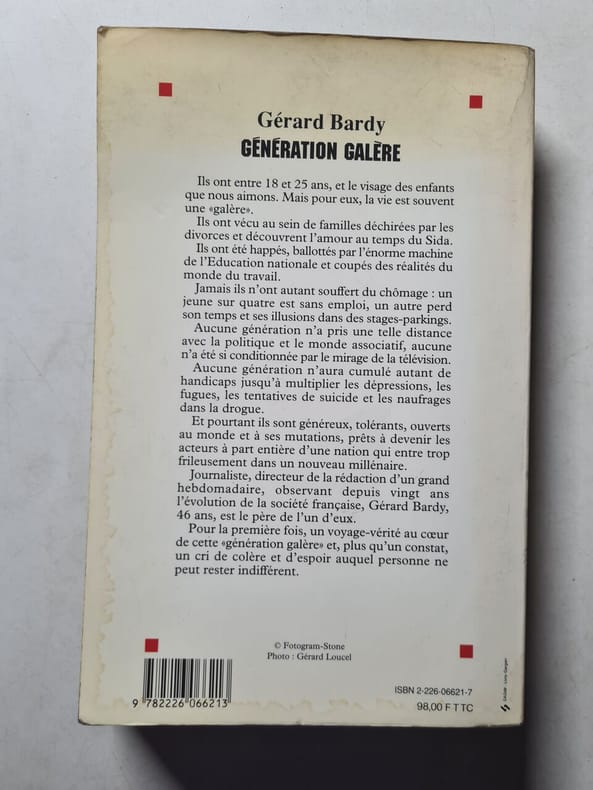 Gérard Bardy
GÉNÉRATION GALÈRE
Ils ont entre 18 et 25 ans, et le visage des enfants
que nous aimons. Mais pour eux, la vie est souvent
une «galère».
Ils ont vécu au sein de familles déchirées par les
divorces et découvrent l'amour au temps du Sida.
Ils ont été happés, ballottés par l'énorme machine
de l'Education nationale et coupés des réalités du
monde du travail.
Jamais ils n'ont autant souffert du chômage : un
jeune sur quatre est sans emploi, un autre perd
son temps et ses illusions dans des stages-parkings.
Aucune génération n'a pris une telle distance
avec la politique et le monde associatif, aucune
n'a été si conditionnée par le mirage de la télévision.
Aucune génération n'aura cumulé autant de
handicaps jusqu'à multiplier les dépressions, les
fugues, les tentatives de suicide et les naufrages
dans la drogue.
Et pourtant ils sont généreux, tolérants, ouverts
au monde et à ses mutations, prêts à devenir les
acteurs à part entière d'une nation qui entre trop
frileusement dans un nouveau millénaire.
Journaliste, directeur de la rédaction d'un grand
hebdomadaire, observant depuis vingt ans
l'évolution de la société française, Gérard Bardy,
46 ans, est le père de l'un d'eux.
Pour la première fois, un voyage-vérité au cœur
de cette «génération galère» et, plus qu'un constat,
un cri de colère et d'espoir auquel personne ne
peut rester indifférent.
© Fotogram-Stone
Photo : Gérard Loucel
ISBN 2-226-06621-7
98,00 F TTC
9 782226 066213